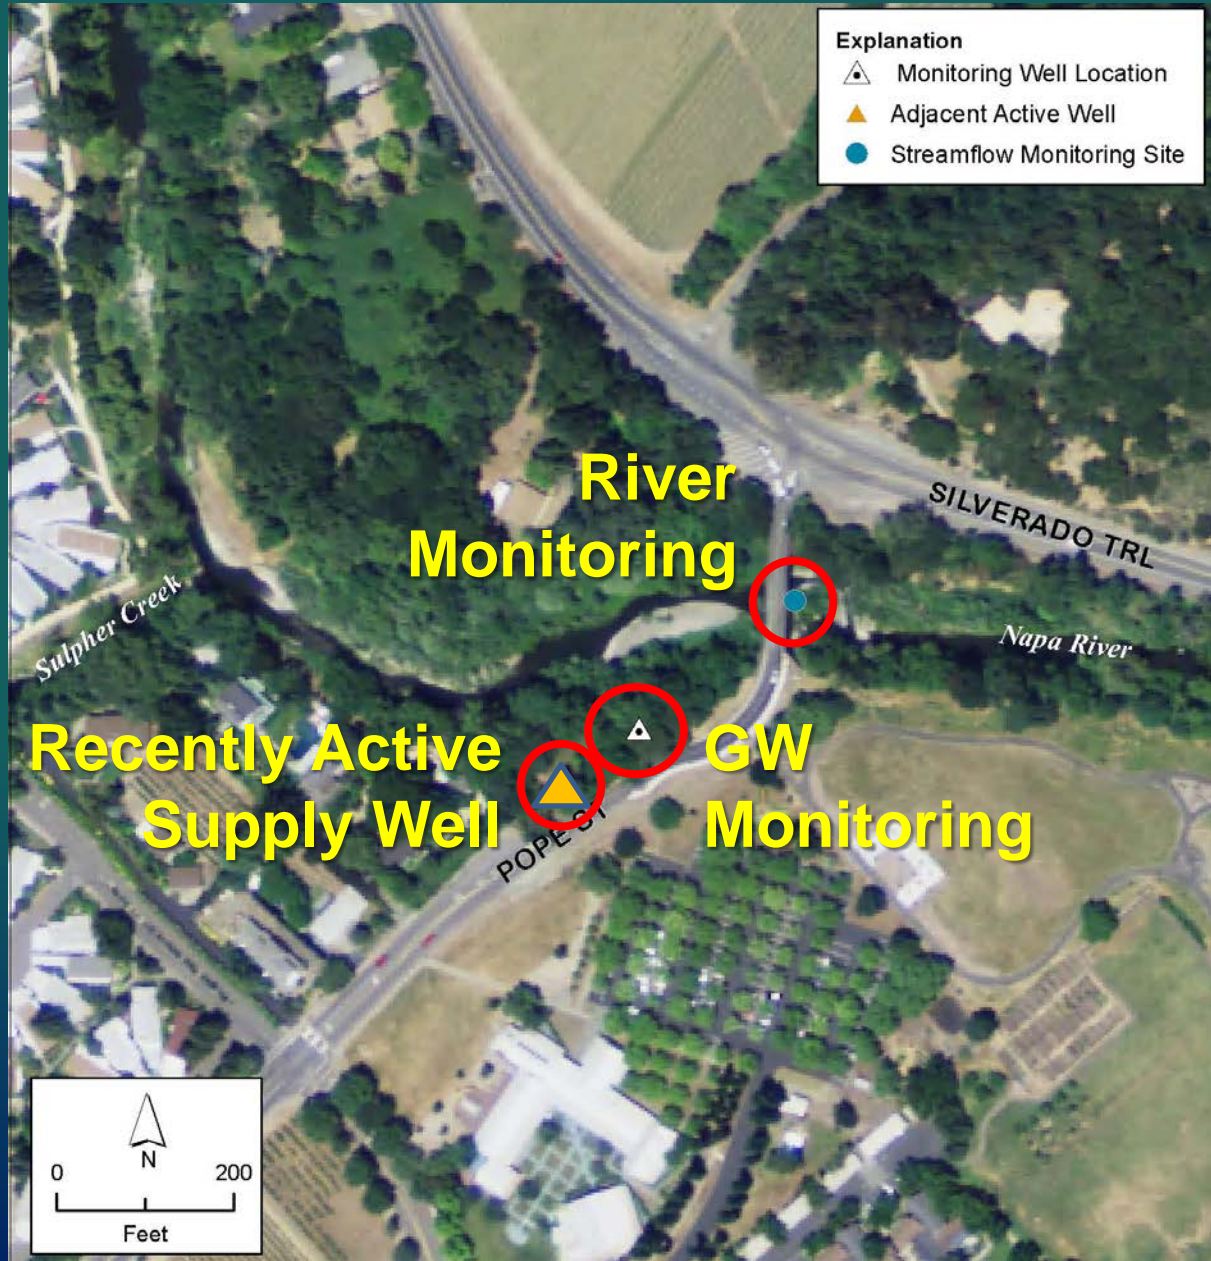 Explanation
Monitoring Well Location
Adjacent Active Well
Streamflow Monitoring Site
River
Monitoring
SILVERADO TRL
Sulpher Creek
Napa River
Recently Active
Supply Well
GW
Monitoring
POPE ST
N
0 200
Feet